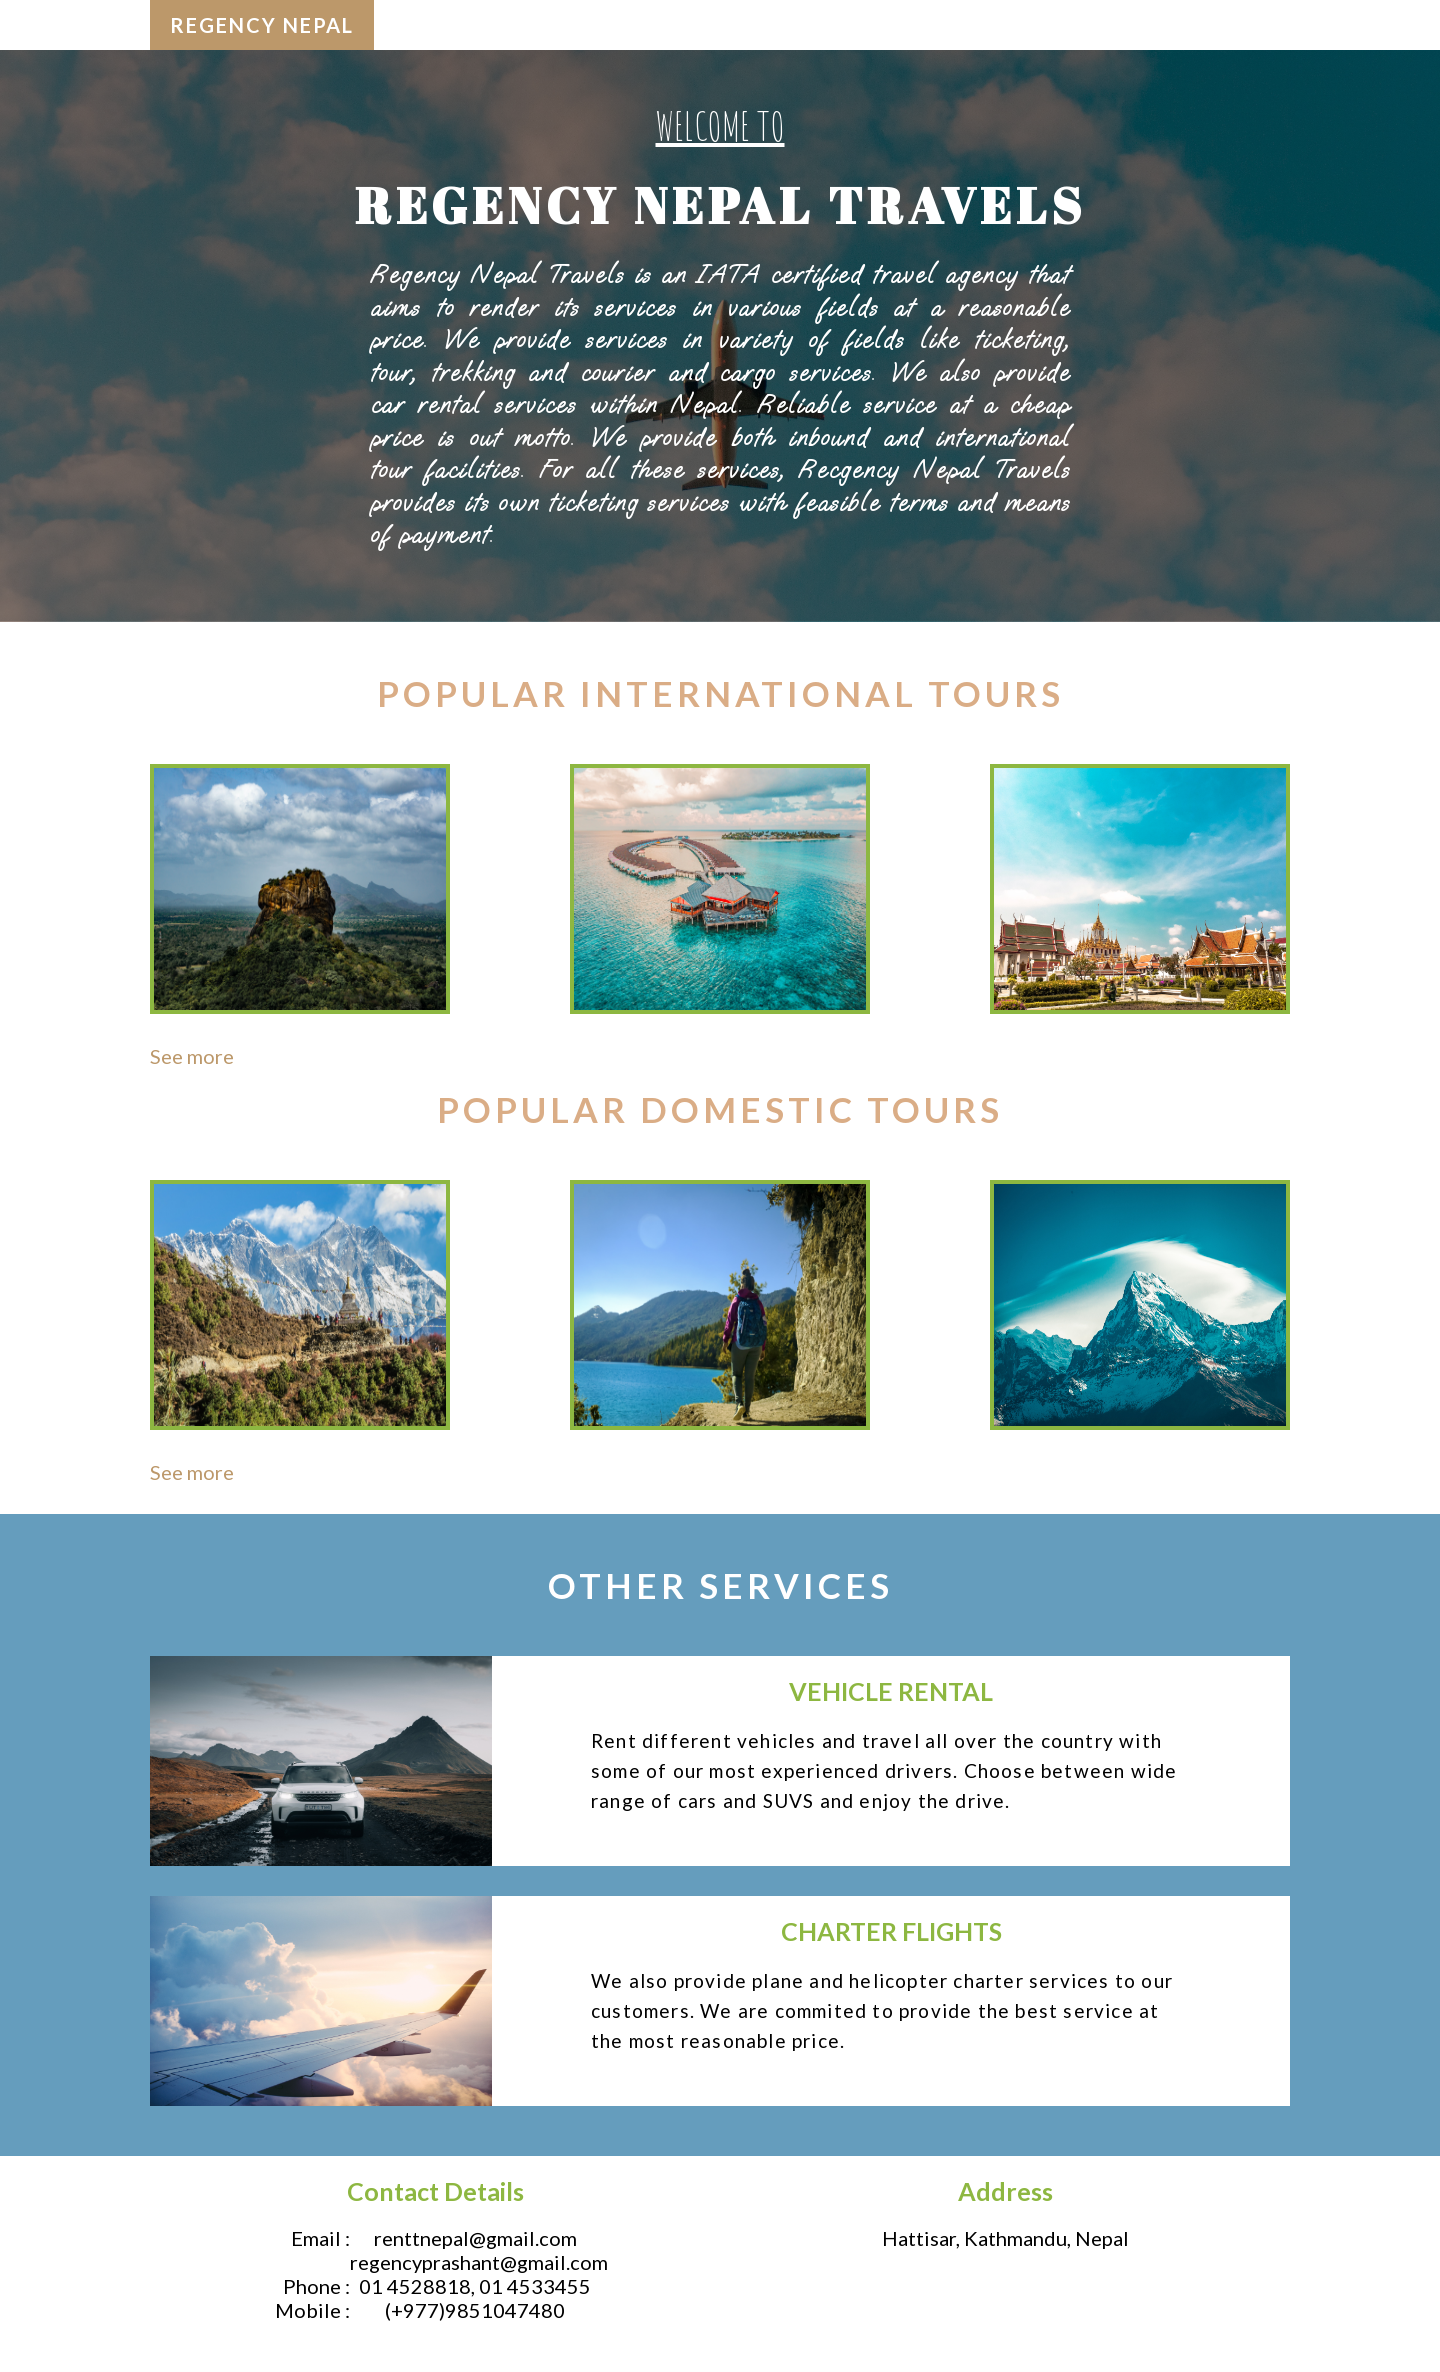 REGENCY NEPAL
WELCOME TO
REGENCY NEPAL TRAVELS
Regency Nepal Travels is an IATA certified travel agency that
aims to render its services in various fields at a reasonable
price. We provide services in variety of fields like ticketing,
tour, trekking and courier and cargo services. We also provide
car rental services within Nepal. Reliable service at a cheap
price is out motto. We provide both inbound and international
tour facilities. For all these services, Recgency Nepal Travels
provides its own ticketing services with feasible terms and means
of payment.
POPULAR INTERNATIONAL TOURS
See more
POPULAR DOMESTIC TOURS
See more
OTHER SERVICES
VEHICLE RENTAL
Rent different vehicles and travel all over the country with
some of our most experienced drivers. Choose between wide
range of cars and SUVS and enjoy the drive.
CHARTER FLIGHTS
We also provide plane and helicopter charter services to our
customers. We are commited to provide the best service at
the most reasonable price.
Contact Details
Email : renttnepal@gmail.com
regencyprashant@gmail.com
Phone : 01 4528818, 01 4533455
Mobile : (+977)9851047480
Address
Hattisar, Kathmandu, Nepal